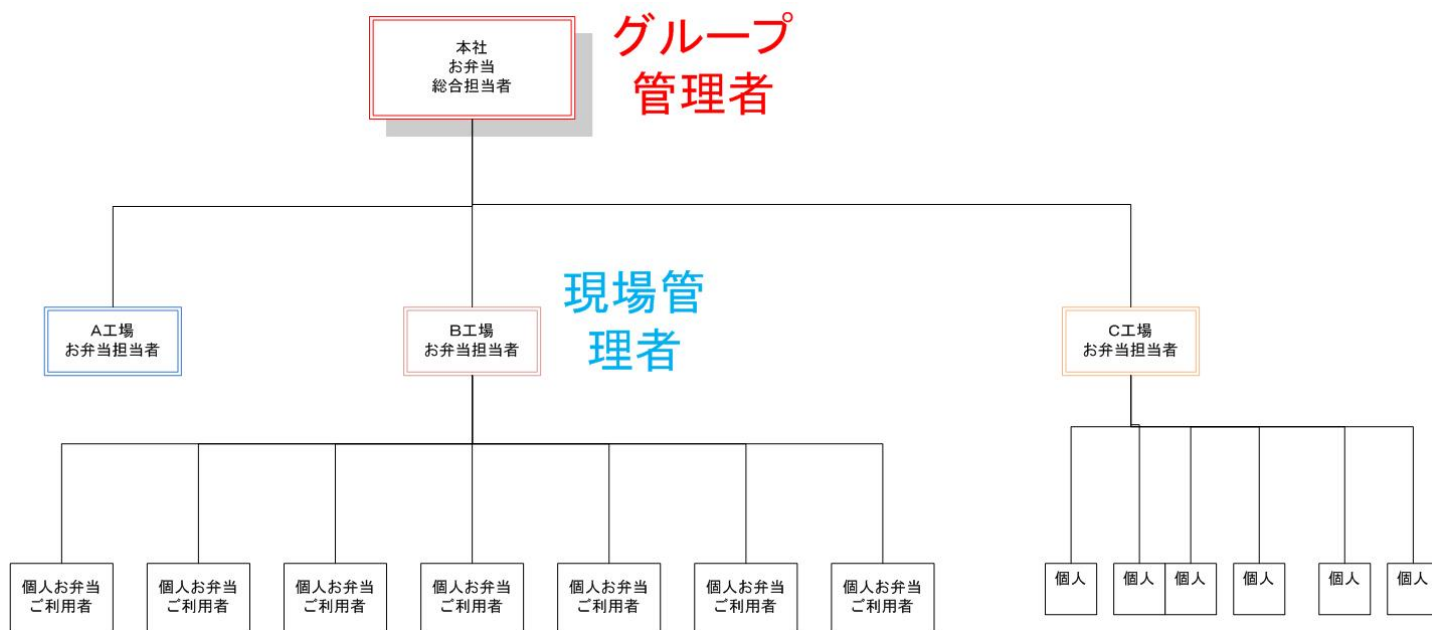 本社
お弁当
総合担当者
グループ
管理者
A工場
お弁当担当者
B工場
お弁当担当者
現場管
理者
C工場
お弁当担当者
個人お弁当
ご利用者
個人お弁当
ご利用者
個人お弁当
ご利用者
個人お弁当
ご利用者
個人お弁当
ご利用者
個人お弁当
ご利用者
個人お弁当
ご利用者
個人
個人
個人
個人
個人
個人